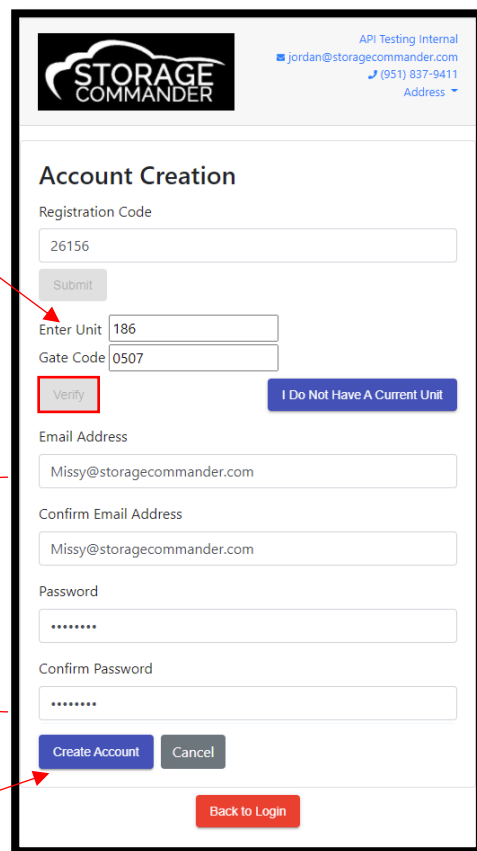 STORAGE
COMMANDER
API Testing Internal
jordan@storagecommander.com
(951) 837-9411
Address
Account Creation
Registration Code
26156
Submit
Enter Unit 186
Gate Code 0507
Verify I Do Not Have A Current Unit
Email Address
Missy@storagecommander.com
Confirm Email Address
Missy@storagecommander.com
Password
••••••••
Confirm Password
••••••••
Create Account Cancel
Back to Login